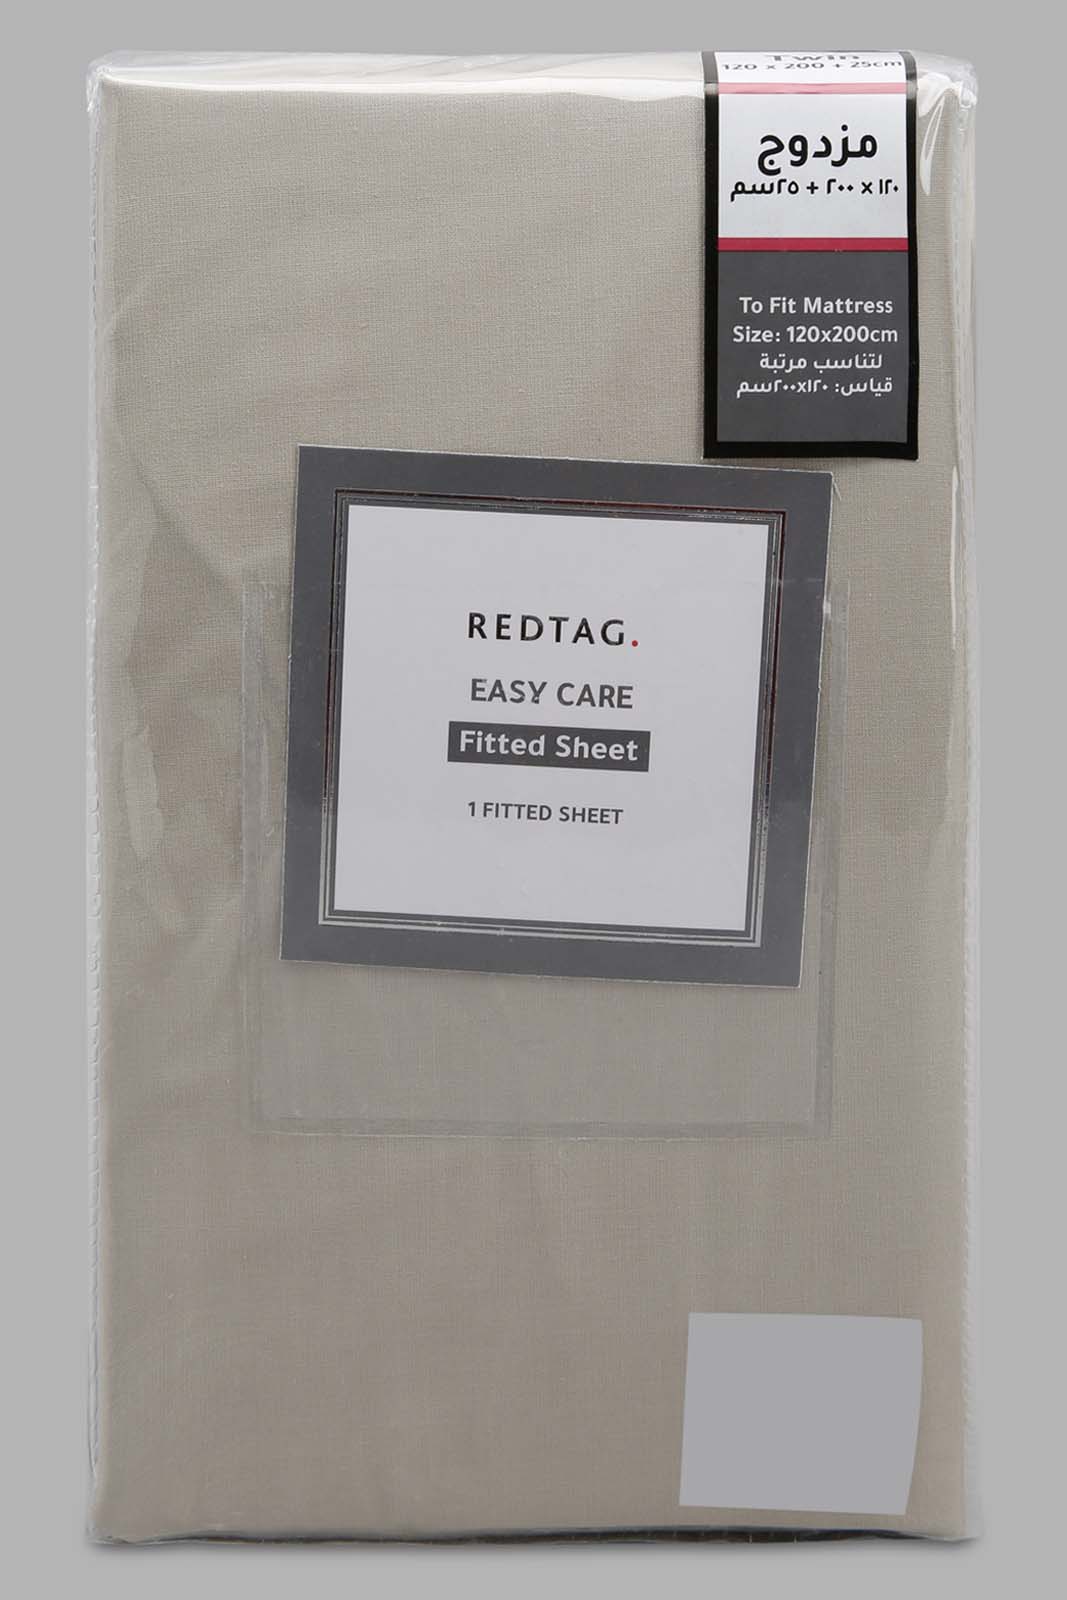 Twin
120 x 200 + 25cm
مزدوج
١٢٠ x ٢٠٠ + ٢٥سم
To Fit Mattress
Size: 120x200cm
لتناسب مرتبة
قياس: ١٢٠x٢٠٠سم
REDTAG.
EASY CARE
Fitted Sheet
1 FITTED SHEET